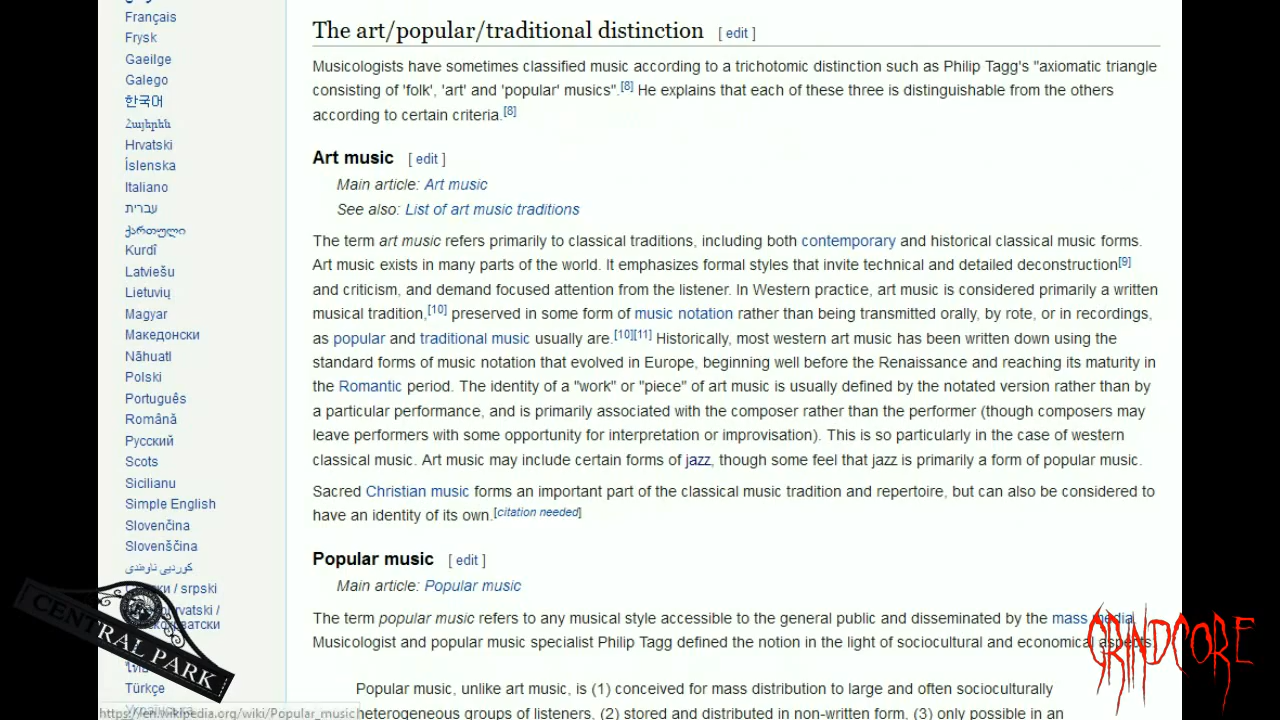 Français
Frysk
Gaeilge
Galego
한국어
Հայերեն
Hrvatski
Íslenska
Italiano
עברית
ქართული
Kurdî
Latviešu
Lietuvių
Magyar
Македонски
Nāhuatl
Polski
Português
Română
Русский
Scots
Sicilianu
Simple English
Slovenčina
Slovenščina
کوردیی ناوەندی
/ srpski
Türkçe
The art/popular/traditional distinction [ edit ]
Musicologists have sometimes classified music according to a trichotomic distinction such as Philip Tagg's "axiomatic triangle
consisting of 'folk', 'art' and 'popular' musics".[8] He explains that each of these three is distinguishable from the others
according to certain criteria.[8]
Art music [ edit ]
Main article: Art music
See also: List of art music traditions
The term art music refers primarily to classical traditions, including both contemporary and historical classical music forms.
Art music exists in many parts of the world. It emphasizes formal styles that invite technical and detailed deconstruction[9]
and criticism, and demand focused attention from the listener. In Western practice, art music is considered primarily a written
musical tradition,[10] preserved in some form of music notation rather than being transmitted orally, by rote, or in recordings,
as popular and traditional music usually are.[10][11] Historically, most western art music has been written down using the
standard forms of music notation that evolved in Europe, beginning well before the Renaissance and reaching its maturity in
the Romantic period. The identity of a "work" or "piece" of art music is usually defined by the notated version rather than by
a particular performance, and is primarily associated with the composer rather than the performer (though composers may
leave performers with some opportunity for interpretation or improvisation). This is so particularly in the case of western
classical music. Art music may include certain forms of jazz, though some feel that jazz is primarily a form of popular music.
Sacred Christian music forms an important part of the classical music tradition and repertoire, but can also be considered to
have an identity of its own.[citation needed]
Popular music [ edit ]
Main article: Popular music
The term popular music refers to any musical style accessible to the general public and disseminated by the mass media.
Musicologist and popular music specialist Philip Tagg defined the notion in the light of sociocultural and economical aspects:
Popular music, unlike art music, is (1) conceived for mass distribution to large and often socioculturally
heterogeneous groups of listeners, (2) stored and distributed in non-written form, (3) only possible in an
https://en.wikipedia.org/wiki/Popular_music
CENTRAL PARK
GRINDCORE